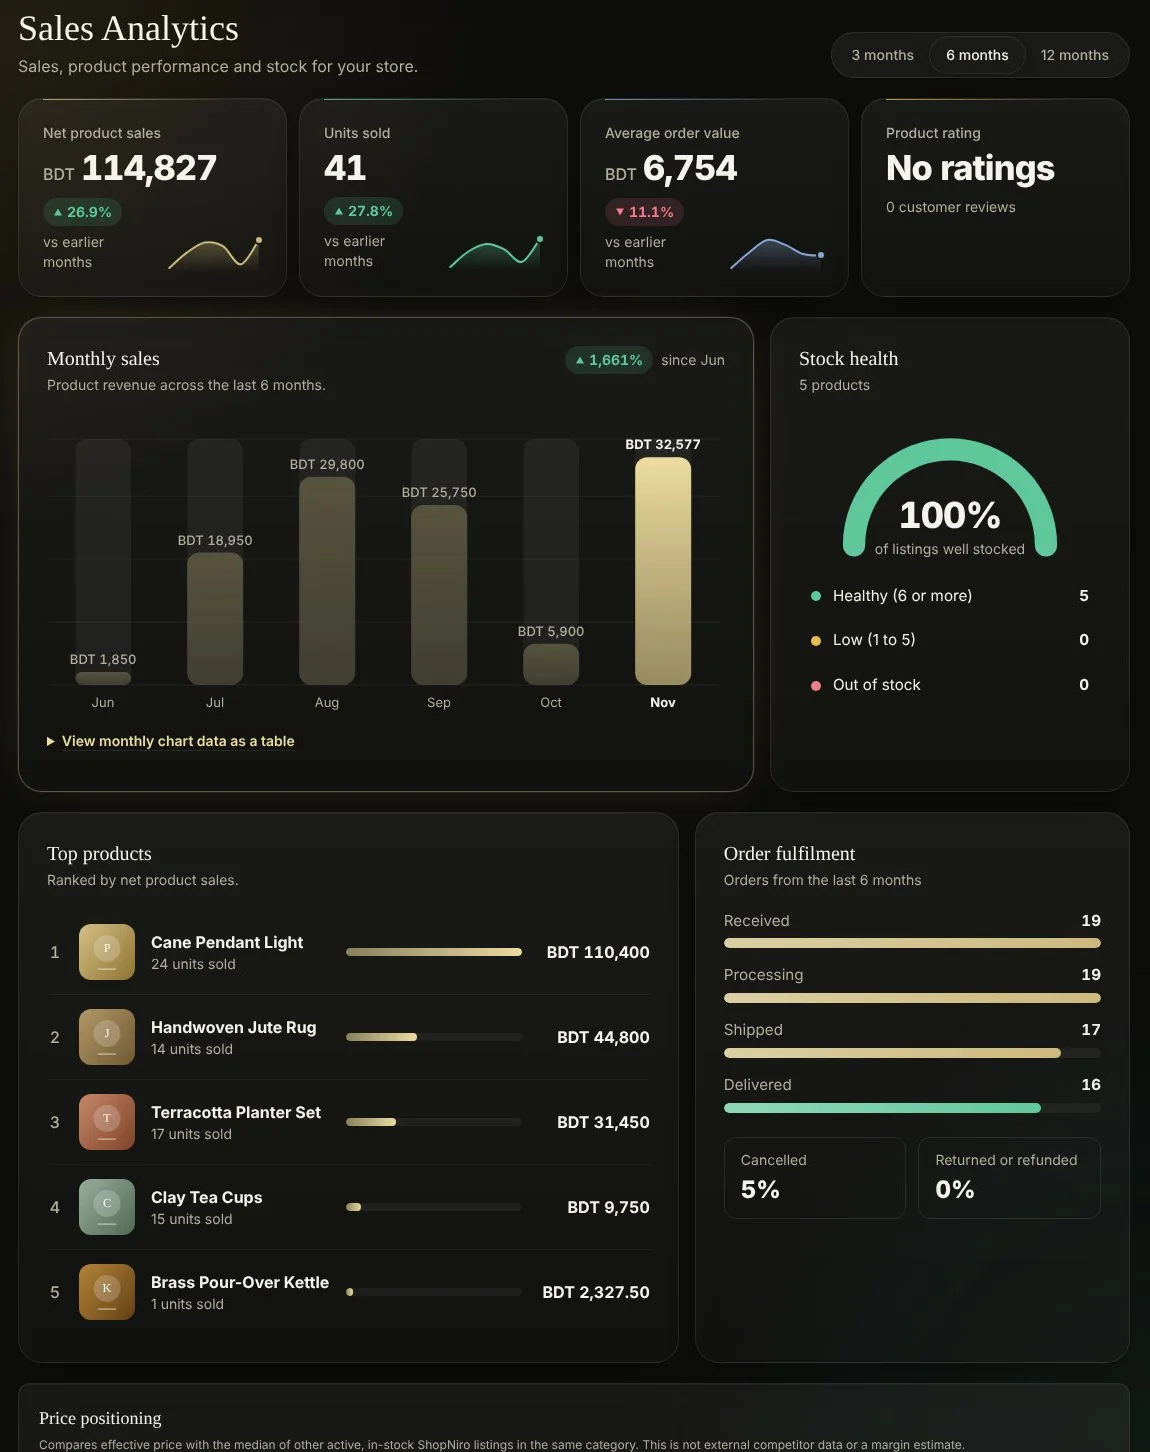 Sales Analytics
Sales, product performance and stock for your store.
3 months
6 months
12 months
Net product sales
BDT 114,827
▲ 26.9%
vs earlier
months
Units sold
41
▲ 27.8%
vs earlier
months
Average order value
BDT 6,754
▼ 11.1%
vs earlier
months
Product rating
No ratings
0 customer reviews
Monthly sales
Product revenue across the last 6 months.
▲ 1,661% since Jun
BDT 1,850
BDT 18,950
BDT 29,800
BDT 25,750
BDT 5,900
BDT 32,577
Jun
Jul
Aug
Sep
Oct
Nov
▶ View monthly chart data as a table
Stock health
5 products
100%
of listings well stocked
Healthy (6 or more) 5
Low (1 to 5) 0
Out of stock 0
Top products
Ranked by net product sales.
1 P Cane Pendant Light BDT 110,400
24 units sold
2 J Handwoven Jute Rug BDT 44,800
14 units sold
3 T Terracotta Planter Set BDT 31,450
17 units sold
4 C Clay Tea Cups BDT 9,750
15 units sold
5 K Brass Pour-Over Kettle BDT 2,327.50
1 units sold
Order fulfilment
Orders from the last 6 months
Received 19
Processing 19
Shipped 17
Delivered 16
Cancelled
5%
Returned or refunded
0%
Price positioning
Compares effective price with the median of other active, in-stock ShopNiro listings in the same category. This is not external competitor data or a margin estimate.